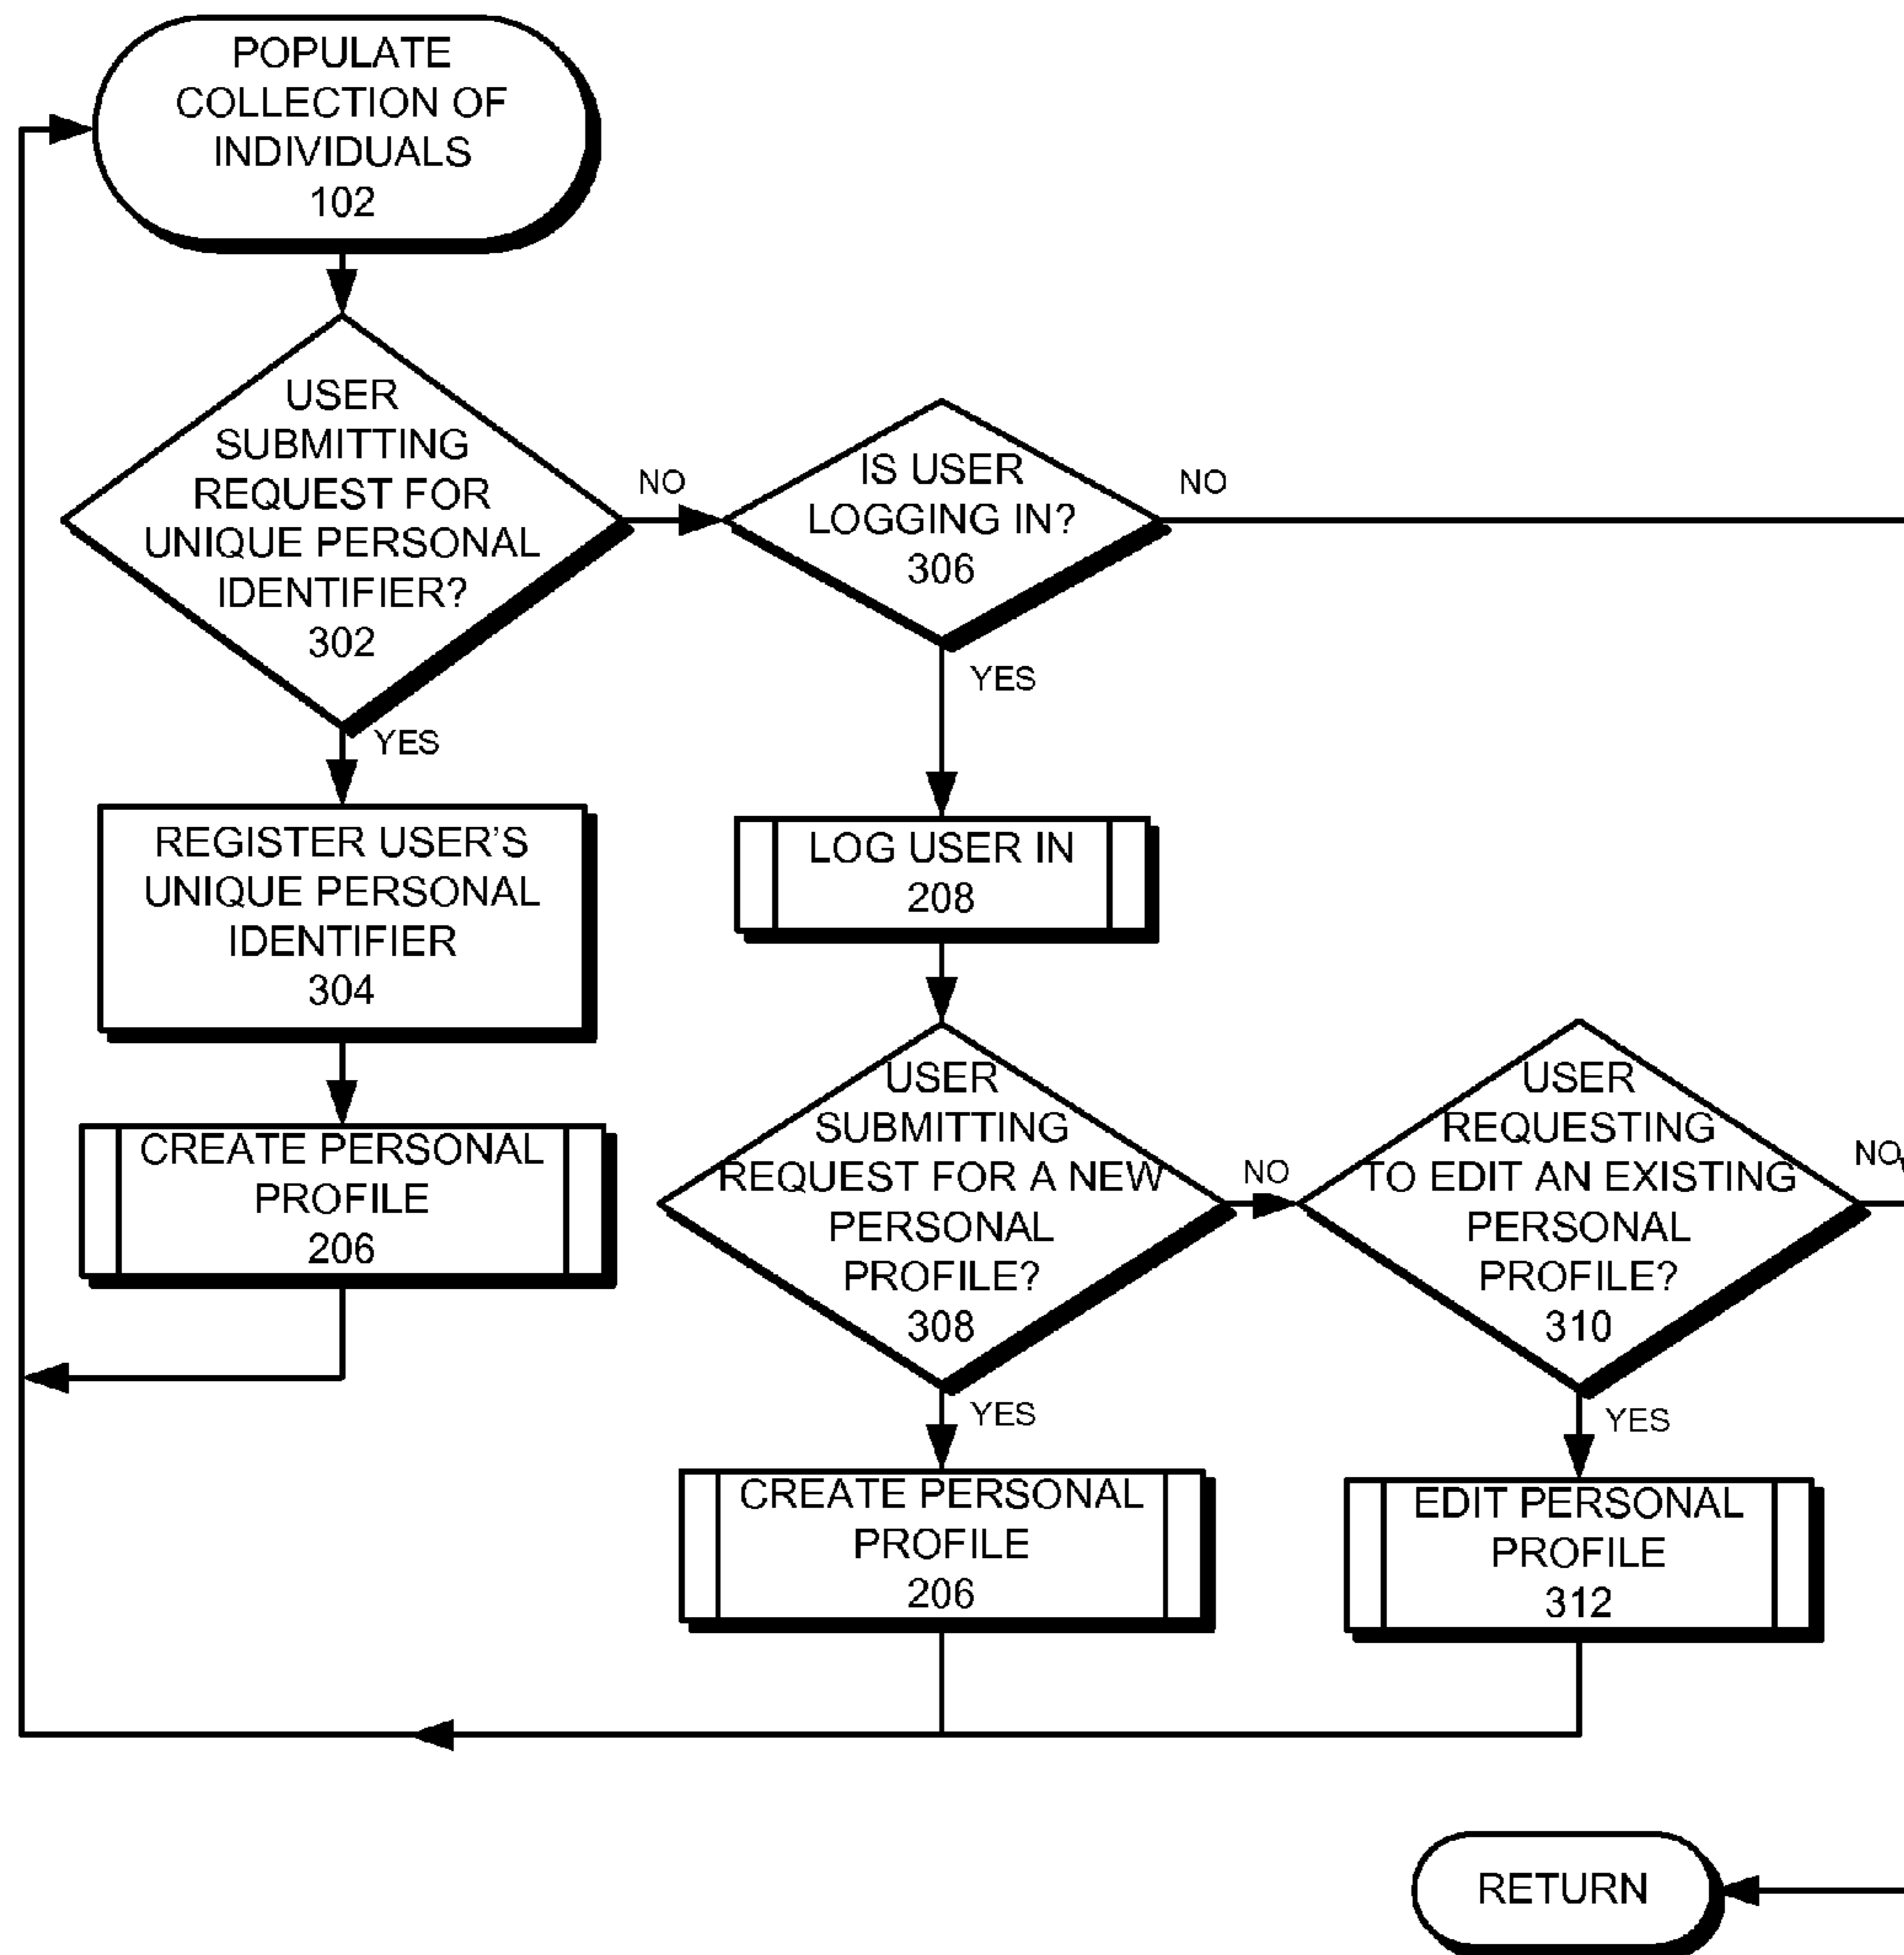 POPULATE
COLLECTION OF
INDIVIDUALS
102
USER
SUBMITTING
REQUEST FOR
UNIQUE PERSONAL
IDENTIFIER?
302
NO
IS USER
LOGGING IN?
306
NO
YES
YES
REGISTER USER'S
UNIQUE PERSONAL
IDENTIFIER
304
LOG USER IN
208
CREATE PERSONAL
PROFILE
206
USER
SUBMITTING
REQUEST FOR A NEW
PERSONAL
PROFILE?
308
NO
USER
REQUESTING
TO EDIT AN EXISTING
PERSONAL
PROFILE?
310
NO
YES
YES
CREATE PERSONAL
PROFILE
206
EDIT PERSONAL
PROFILE
312
RETURN